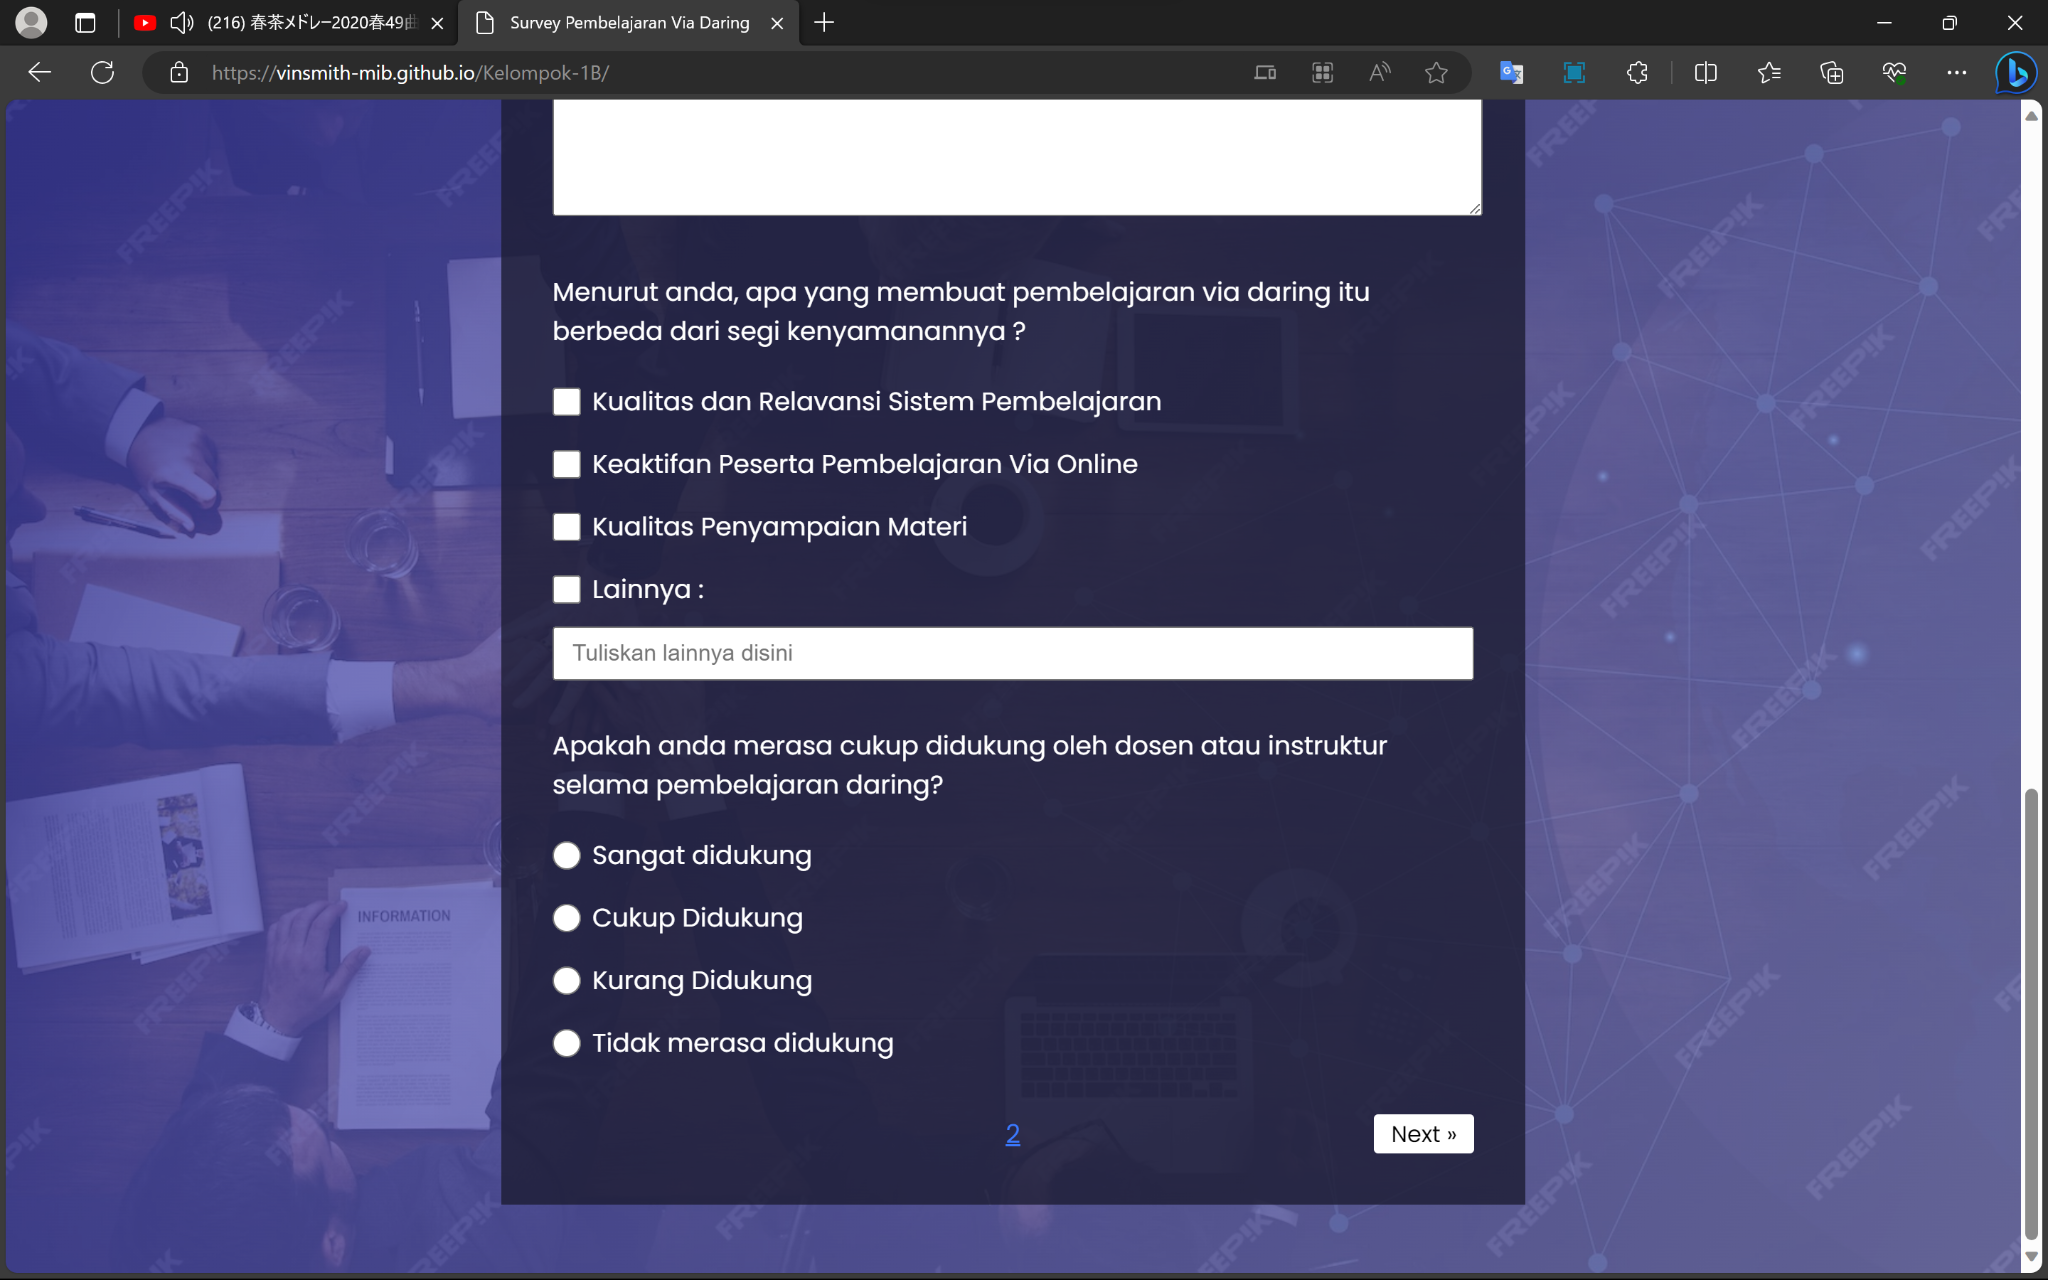 (216) 春茶メドレー2020春49曲
Survey Pembelajaran Via Daring
https://vinsmith-mib.github.io/Kelompok-1B/
Menurut anda, apa yang membuat pembelajaran via daring itu
berbeda dari segi kenyamanannya ?
Kualitas dan Relavansi Sistem Pembelajaran
Keaktifan Peserta Pembelajaran Via Online
Kualitas Penyampaian Materi
Lainnya :
Tuliskan lainnya disini
Apakah anda merasa cukup didukung oleh dosen atau instruktur
selama pembelajaran daring?
Sangat didukung
Cukup Didukung
Kurang Didukung
Tidak merasa didukung
2
Next »
INFORMATION
FREEPIK